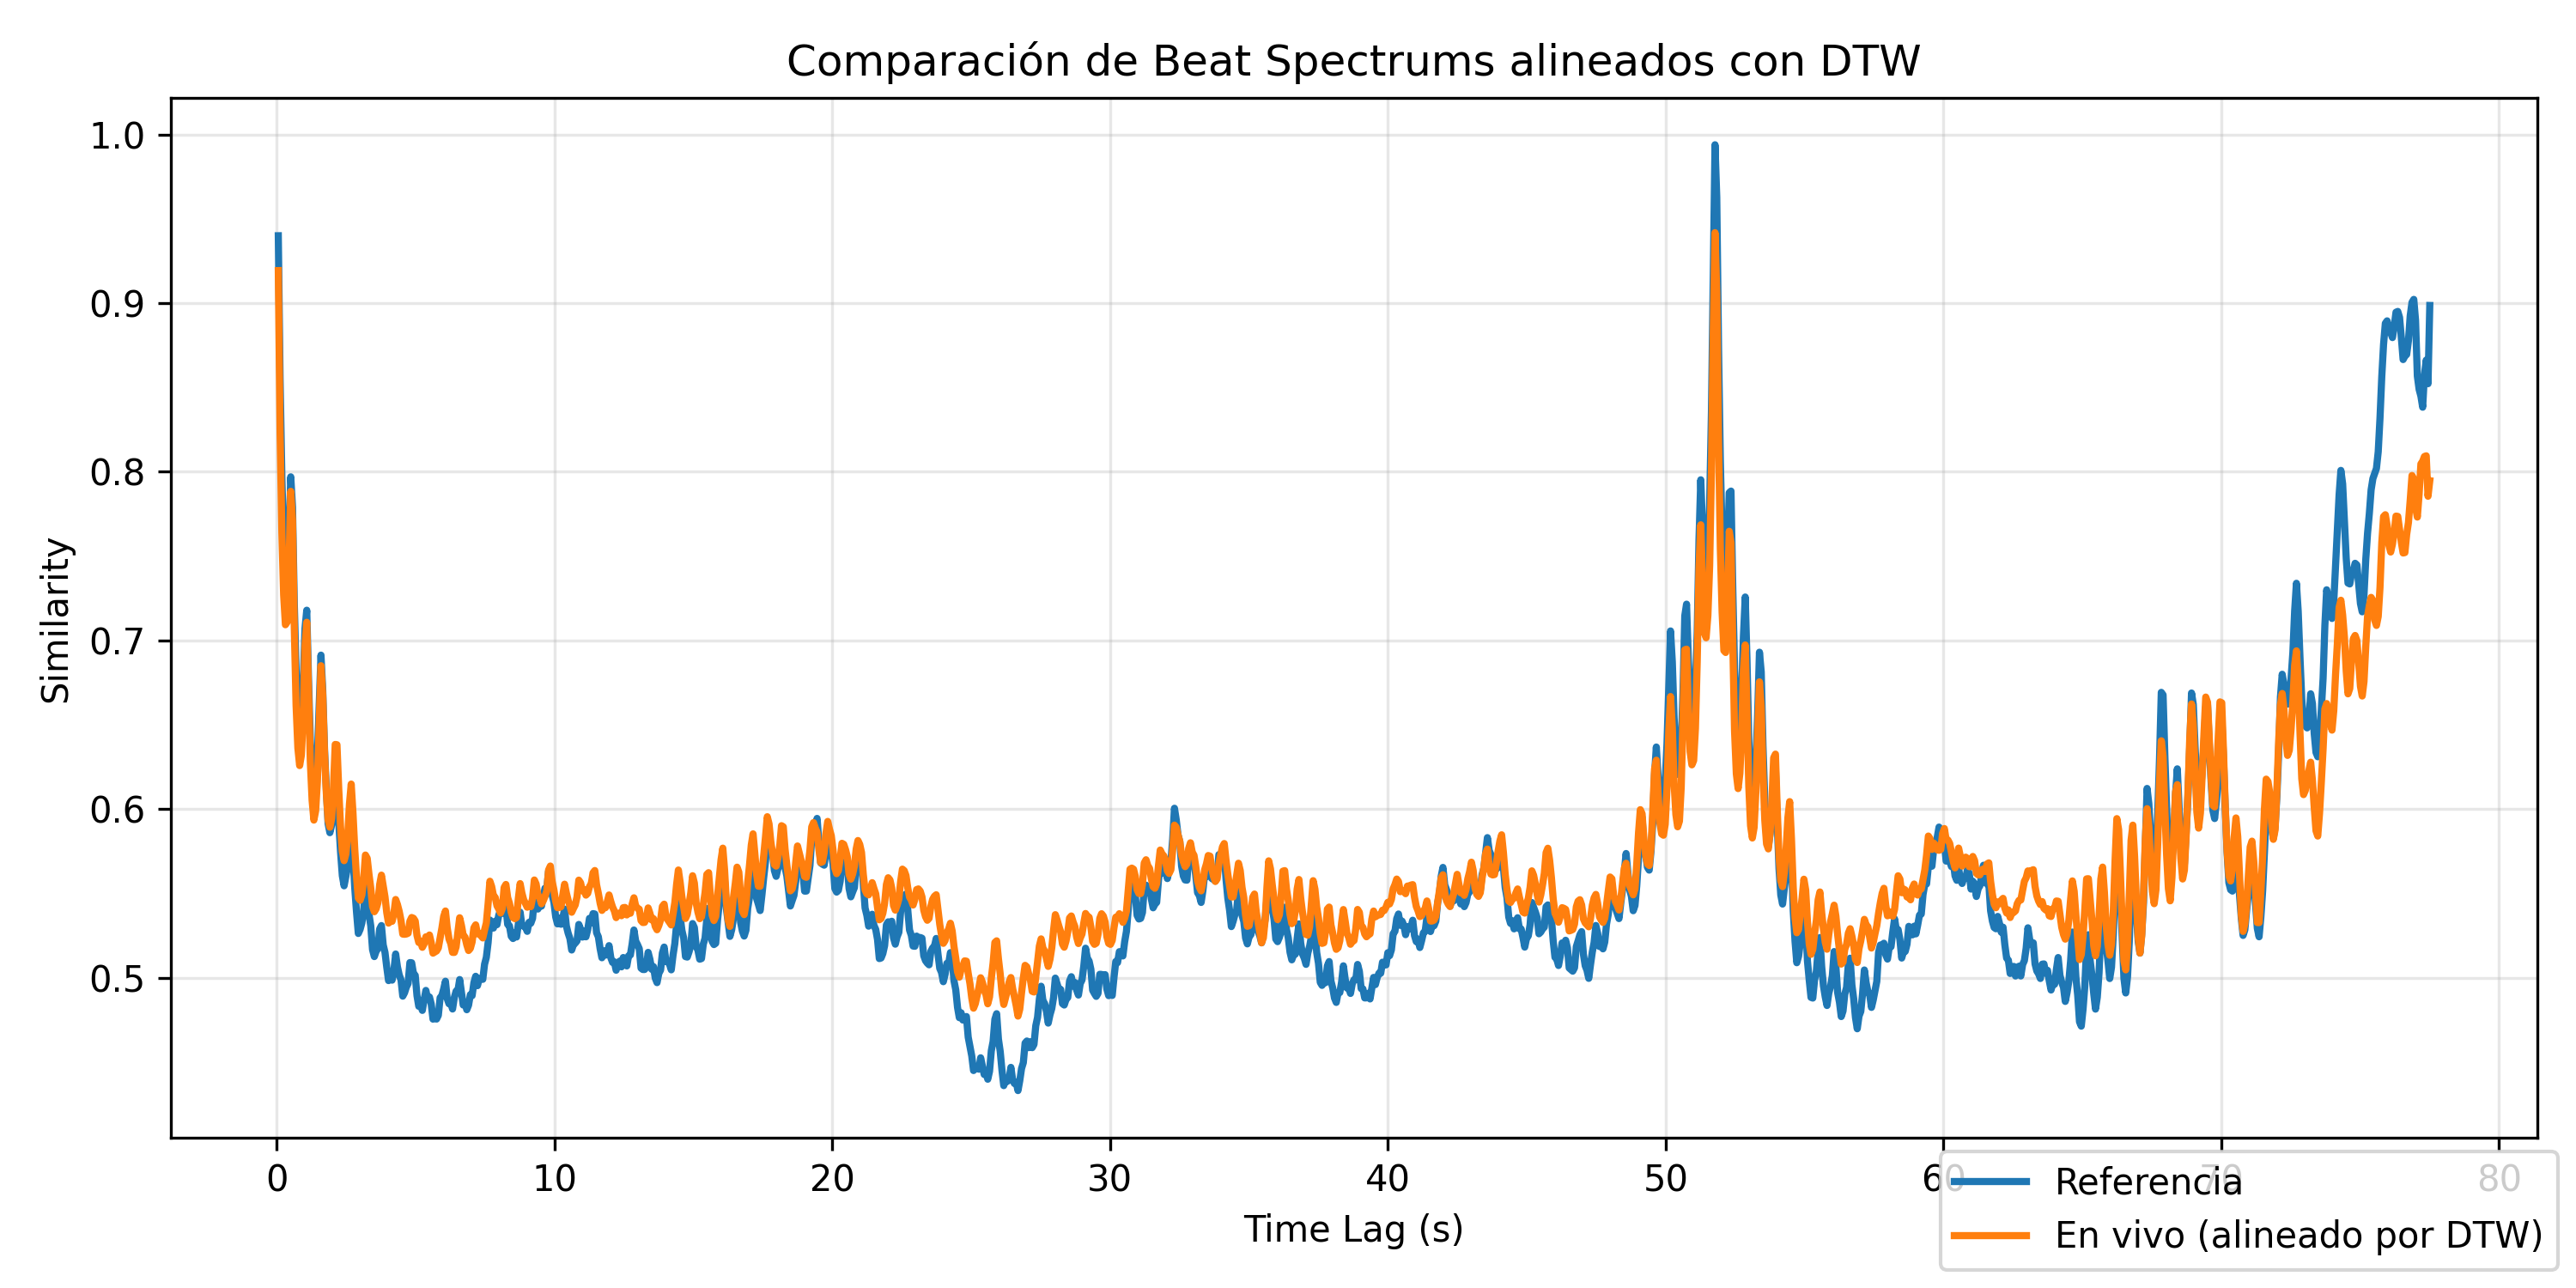 Comparación de Beat Spectrums alineados con DTW
Similarity
1.0
0.9
0.8
0.7
0.6
0.5
0 10 20 30 40 50 60 70 80
Time Lag (s)
Referencia
En vivo (alineado por DTW)